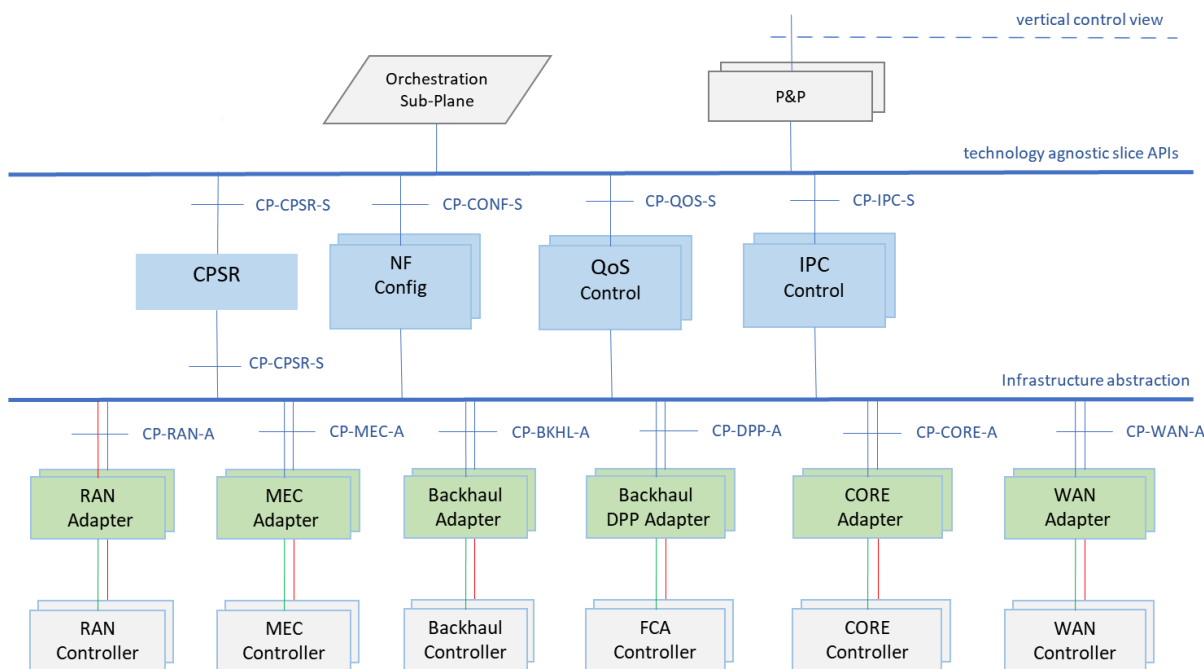 vertical control view
Orchestration
Sub-Plane
P&P
technology agnostic slice APIs
CP-CPSR-S
CP-CONF-S
CP-QOS-S
CP-IPC-S
CPSR
NF
Config
QoS
Control
IPC
Control
CP-CPSR-S
Infrastructure abstraction
CP-RAN-A
CP-MEC-A
CP-BKHL-A
CP-DPP-A
CP-CORE-A
CP-WAN-A
RAN
Adapter
MEC
Adapter
Backhaul
Adapter
Backhaul
DPP Adapter
CORE
Adapter
WAN
Adapter
RAN
Controller
MEC
Controller
Backhaul
Controller
FCA
Controller
CORE
Controller
WAN
Controller